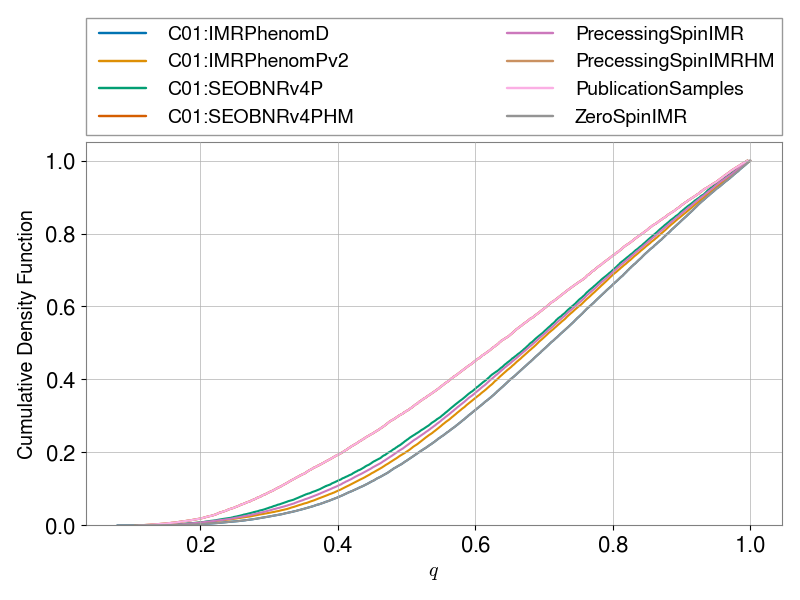 C01:IMRPhenomD
C01:IMRPhenomPv2
C01:SEOBNRv4P
C01:SEOBNRv4PHM
PrecessingSpinIMR
PrecessingSpinIMRHM
PublicationSamples
ZeroSpinIMR
1.0
0.8
0.6
0.4
0.2
0.0
Cumulative Density Function
0.2 0.4 0.6 0.8 1.0
q